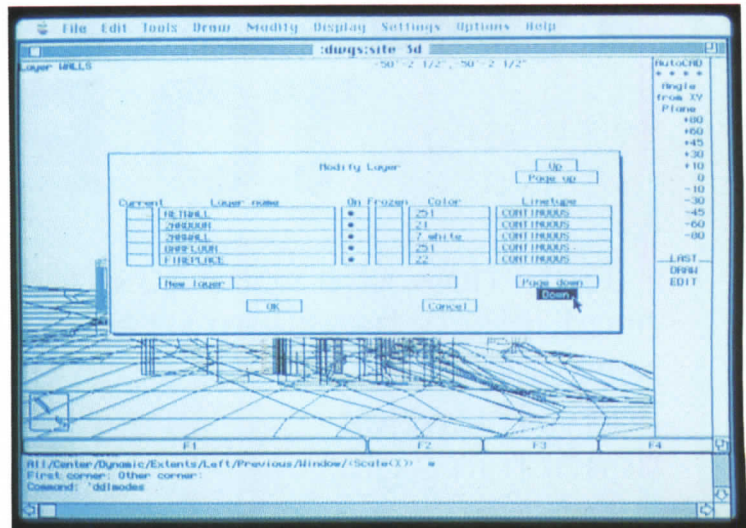 File Edit Tools Draw Modify Display Settings Options Help
:dwgs:site 3d
Layer WALLS -50'-2 1/2",-50'-2 1/2"
AutoCAD
* * * *
Angle
from XY
Plane
+80
+60
+45
+30
+10
0
-10
-30
-45
-60
-80
LAST
DRAW
EDIT
Modify Layer
Up
Page up
Current Layer name On Frozen Color Linetype
251 CONTINUOUS
2NDDOOR 21 CONTINUOUS
2NDWALL 7 white CONTINUOUS
BARFLOOR 251 CONTINUOUS
FIREPLACE 22 CONTINUOUS
New layer
Page down
Down
OK Cancel
F1 F2 F3 F4
All/Center/Dynamic/Extents/Left/Previous/Window/<Scale(X)> w
First corner: Other corner:
Command: 'ddlmodes